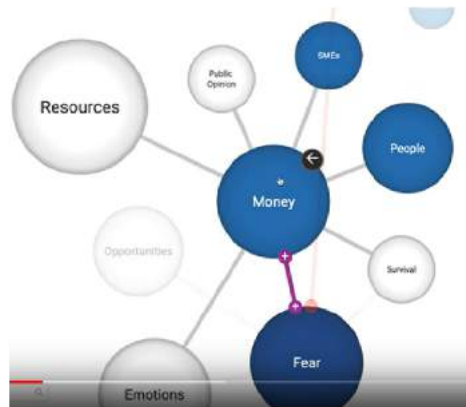 SMEs
Public
Opinion
Resources
People
Money
Opportunities
Survival
Fear
Emotions